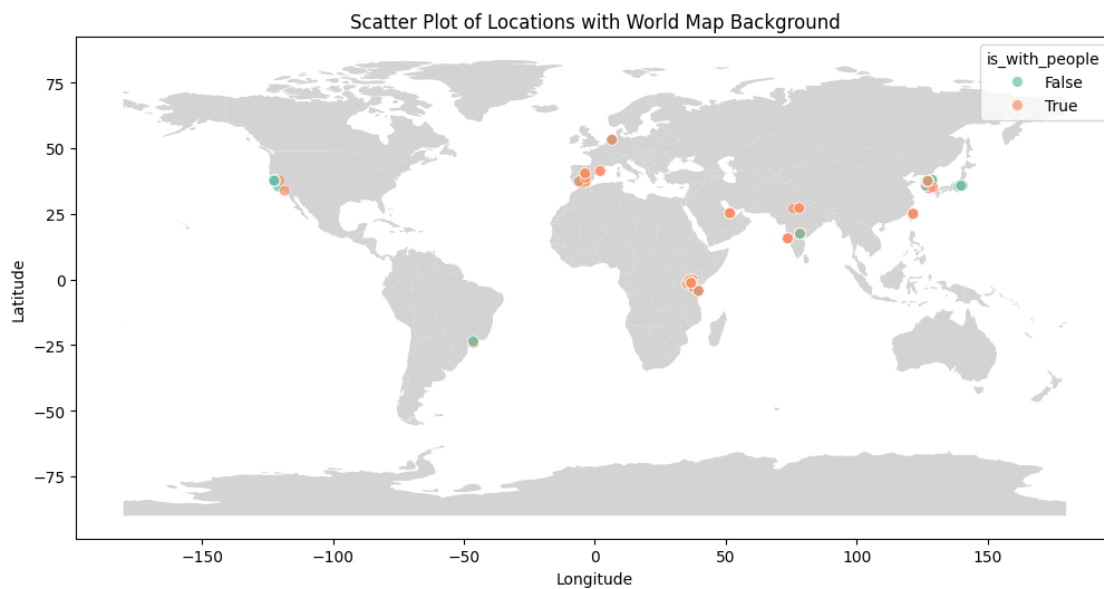 Scatter Plot of Locations with World Map Background
is_with_people
False
True
75
50
25
0
−25
−50
−75
Latitude
−150
−100
−50
0
50
100
150
Longitude